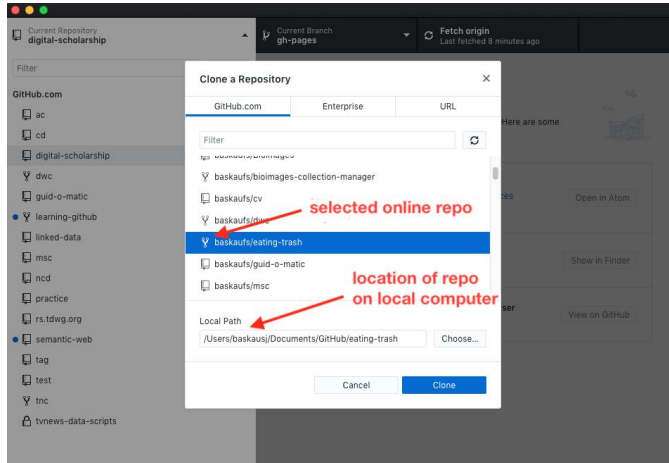 Current Repository
digital-scholarship
Current Branch
gh-pages
Fetch origin
Last fetched 8 minutes ago
Filter
GitHub.com
ac
cd
digital-scholarship
dwc
guid-o-matic
learning-github
linked-data
msc
ncd
practice
rs.tdwg.org
semantic-web
tag
test
tnc
tvnews-data-scripts
Clone a Repository
GitHub.com
Enterprise
URL
Filter
baskaufs/bioimages
baskaufs/bioimages-collection-manager
baskaufs/cv
baskaufs/dwc
baskaufs/eating-trash
baskaufs/guid-o-matic
baskaufs/msc
selected online repo
location of repo
on local computer
Local Path
/Users/baskausj/Documents/GitHub/eating-trash
Choose...
Cancel
Clone
Here are some
Open in Atom
Show in Finder
View on GitHub